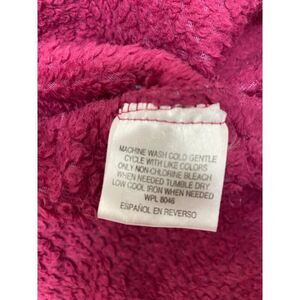 MACHINE WASH COLD GENTLE
CYCLE WITH LIKE COLORS
ONLY NON-CHLORINE BLEACH
WHEN NEEDED TUMBLE DRY
LOW COOL IRON WHEN NEEDED
WPL 8046
ESPAÑOL EN REVERSO